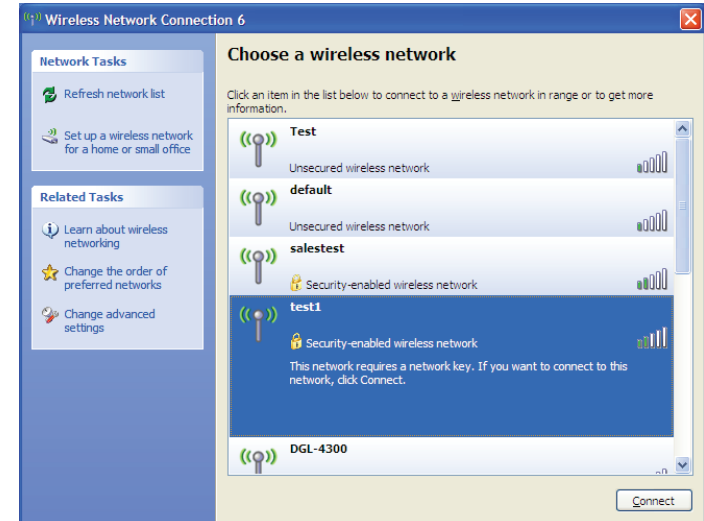 Wireless Network Connection 6
Network Tasks
Refresh network list
Set up a wireless network
for a home or small office
Related Tasks
Learn about wireless
networking
Change the order of
preferred networks
Change advanced
settings
Choose a wireless network
Click an item in the list below to connect to a wireless network in range or to get more
information.
Test
Unsecured wireless network
default
Unsecured wireless network
salestest
Security-enabled wireless network
test1
Security-enabled wireless network
This network requires a network key. If you want to connect to this
network, click Connect.
DGL-4300
Connect